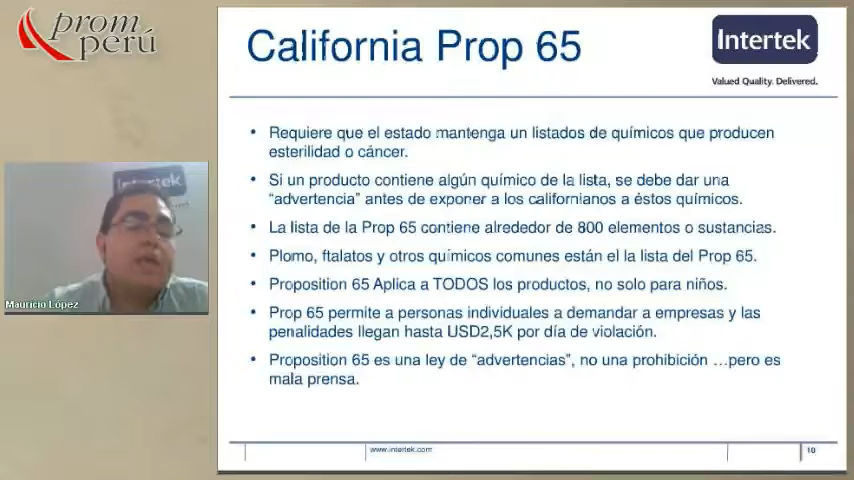 prom
perú
California Prop 65
Intertek
Valued Quality. Delivered.
• Requiere que el estado mantenga un listados de químicos que producen
esterilidad o cáncer.
• Si un producto contiene algún químico de la lista, se debe dar una
“advertencia” antes de exponer a los californianos a éstos químicos.
• La lista de la Prop 65 contiene alrededor de 800 elementos o sustancias.
• Plomo, ftalatos y otros químicos comunes están el la lista del Prop 65.
• Proposition 65 Aplica a TODOS los productos, no solo para niños.
• Prop 65 permite a personas individuales a demandar a empresas y las
penalidades llegan hasta USD2,5K por día de violación.
• Proposition 65 es una ley de “advertencias”, no una prohibición …pero es
mala prensa.
Intertek
Mauricio López
www.intertek.com
10